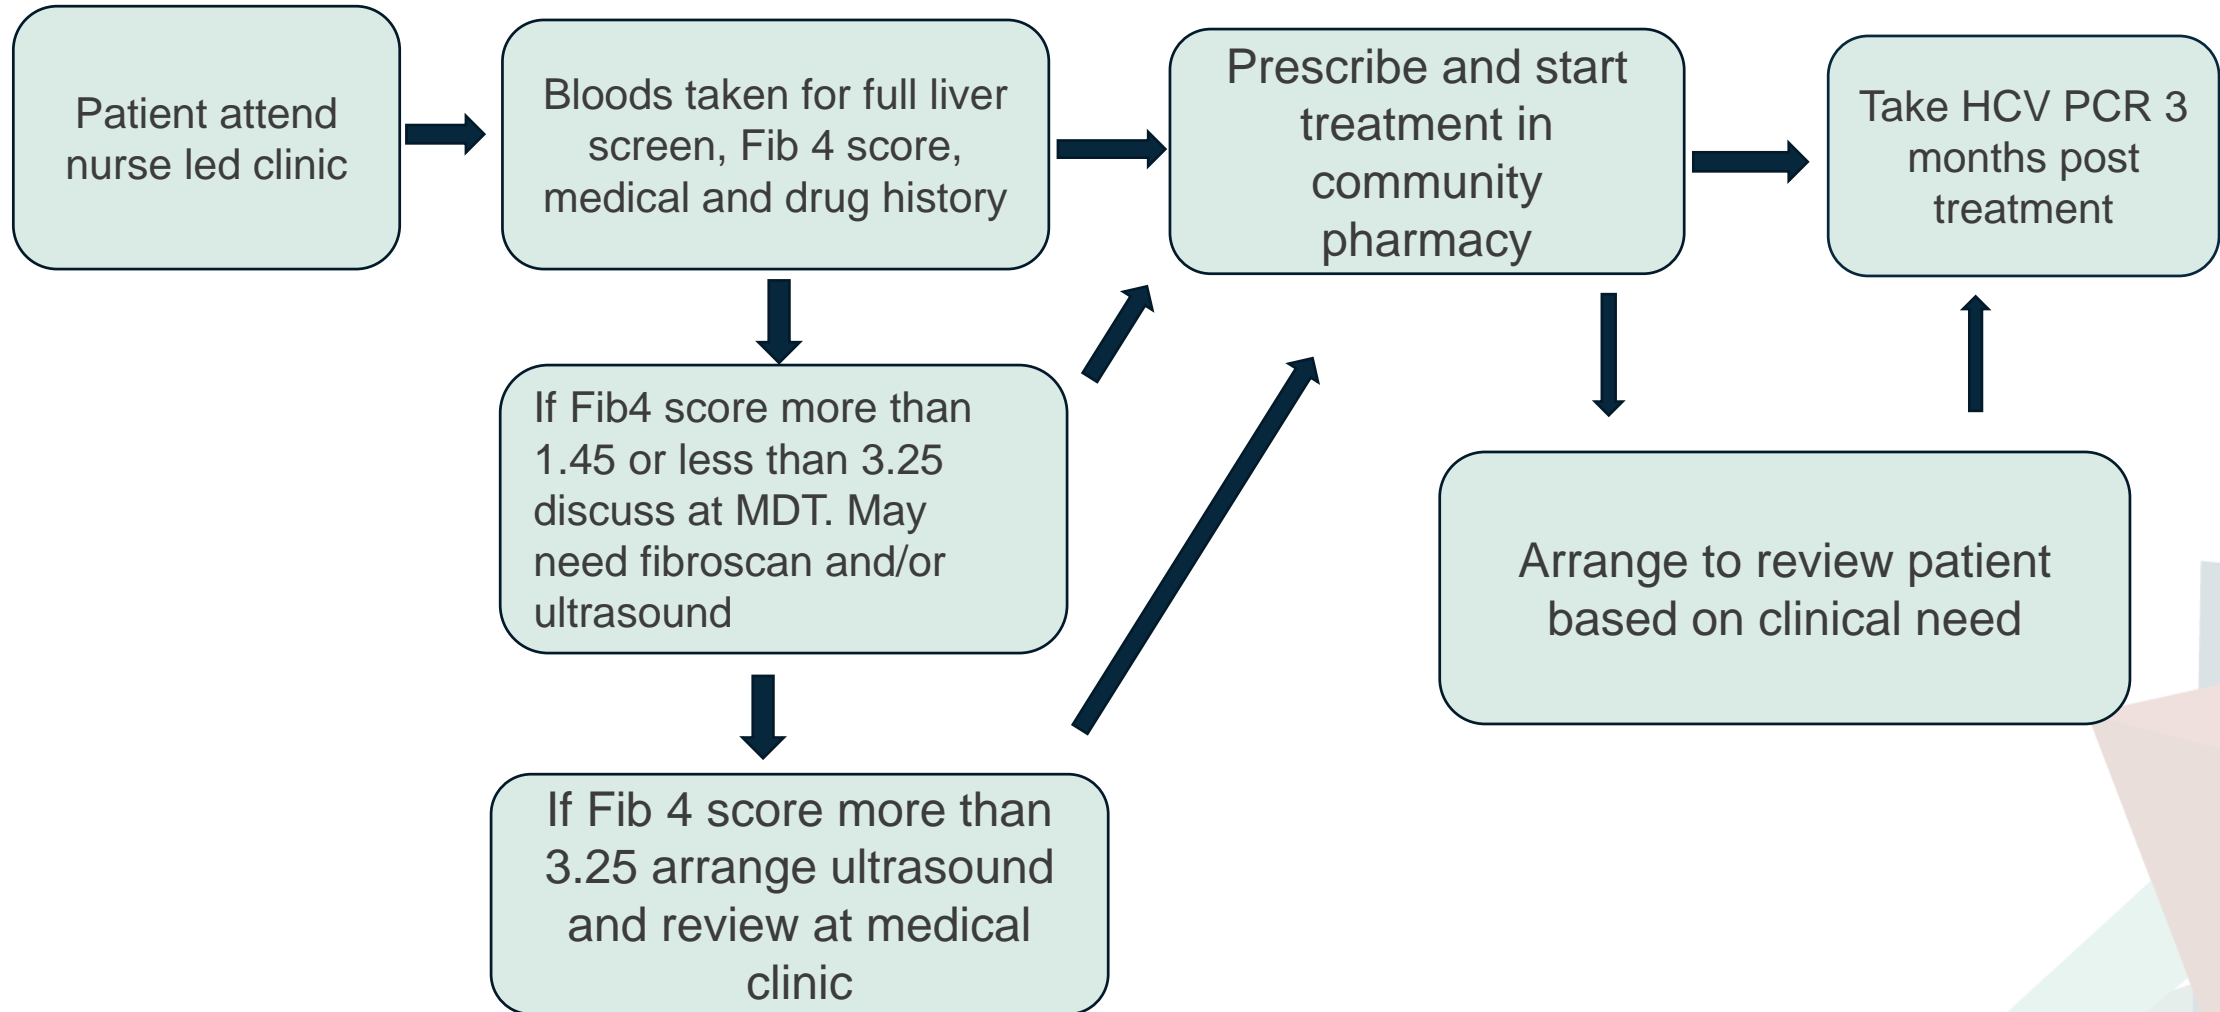 Patient attend
nurse led clinic
Bloods taken for full liver
screen, Fib 4 score,
medical and drug history
Prescribe and start
treatment in
community
pharmacy
Take HCV PCR 3
months post
treatment
If Fib4 score more than
1.45 or less than 3.25
discuss at MDT. May
need fibroscan and/or
ultrasound
Arrange to review patient
based on clinical need
If Fib 4 score more than
3.25 arrange ultrasound
and review at medical
clinic